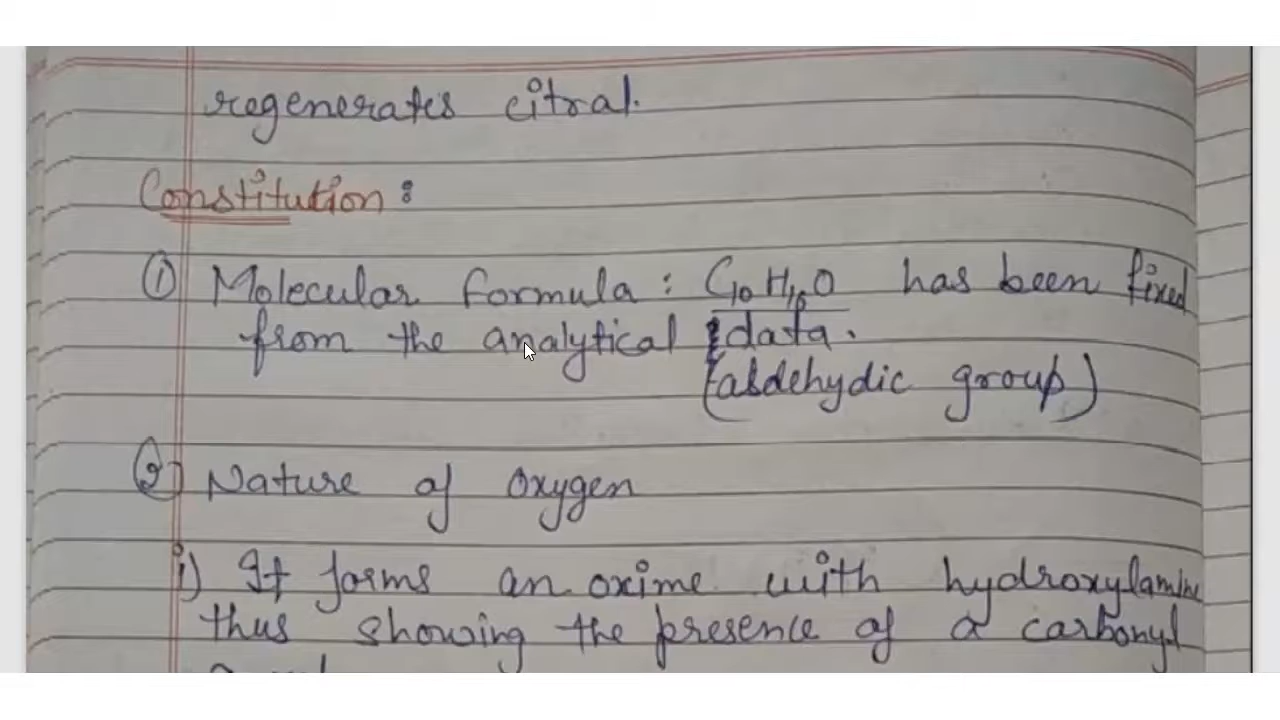 regenerates citral.
Constitution :
① Molecular formula : C₁₀H₁₆O has been fixed
from the analytical data.
(aldehydic group)
② Nature of oxygen
i) It forms an oxime with hydroxylamine
thus showing the presence of a carbonyl